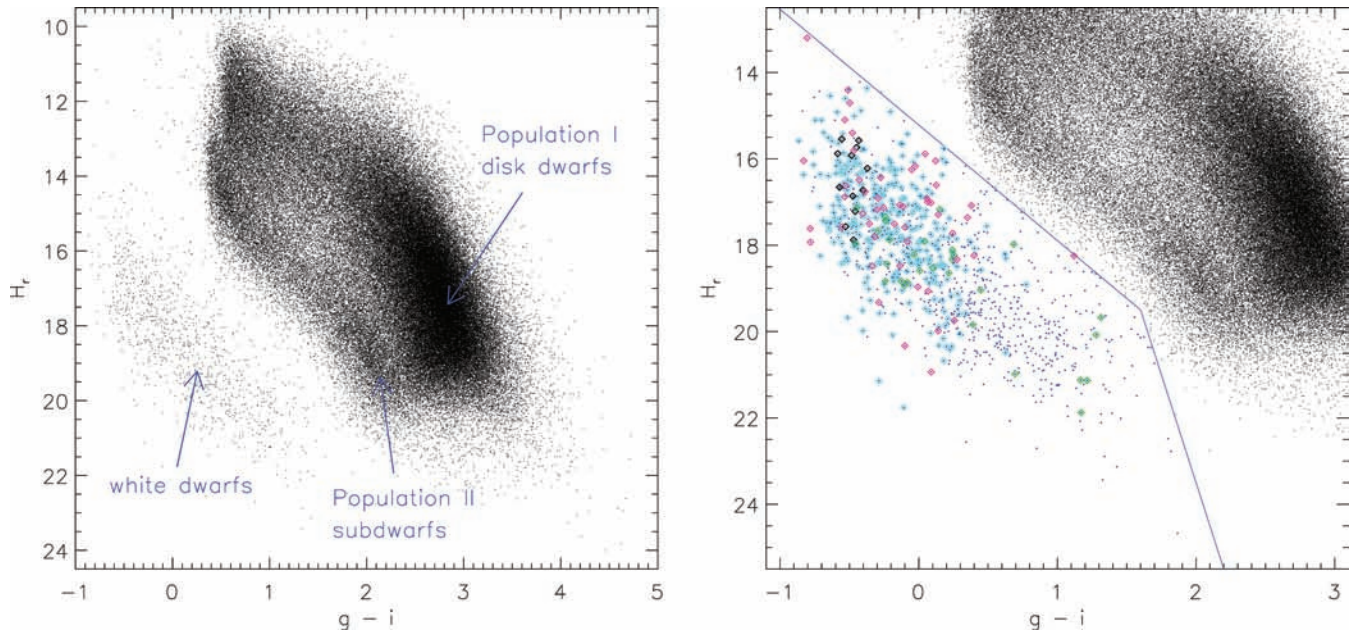 10
12
14
16
18
20
22
24
H_r
Population I
disk dwarfs
white dwarfs
Population II
subdwarfs
−1 0 1 2 3 4 5
g − i
14
16
18
20
22
24
H_r
−1 0 1 2 3
g − i